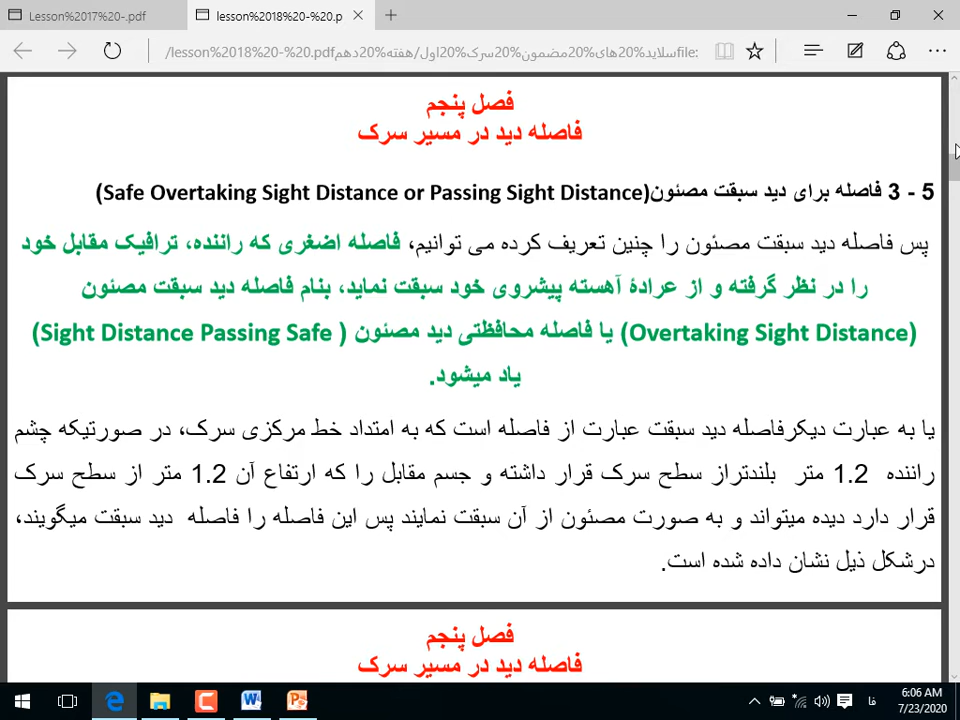 Lesson%2017%20-.pdf
lesson%2018%20-%20.p
file:سلاید%20های%20مضمون%20سرک%20اول/هفته%20دهم/lesson%2018%20-%20.pdf
فصل پنجم
فاصله دید در مسیر سرک
5 - 3 فاصله برای دید سبقت مصئون(Safe Overtaking Sight Distance or Passing Sight Distance)
پس فاصله دید سبقت مصئون را چنین تعریف کرده می توانیم، فاصله اضغری که راننده، ترافیک مقابل خود
را در نظر گرفته و از عرادۀ آهسته پیشروی خود سبقت نماید، بنام فاصله دید سبقت مصئون
(Overtaking Sight Distance) یا فاصله محافظتی دید مصئون ( Sight Distance Passing Safe)
یاد میشود.
یا به عبارت دیکرفاصله دید سبقت عبارت از فاصله است که به امتداد خط مرکزی سرک، در صورتیکه چشم
راننده 1.2 متر بلندتراز سطح سرک قرار داشته و جسم مقابل را که ارتفاع آن 1.2 متر از سطح سرک
قرار دارد دیده میتواند و به صورت مصئون از آن سبقت نمایند پس این فاصله را فاصله دید سبقت میگویند،
درشکل ذیل نشان داده شده است.
فصل پنجم
فاصله دید در مسیر سرک
فا
6:06 AM
7/23/2020